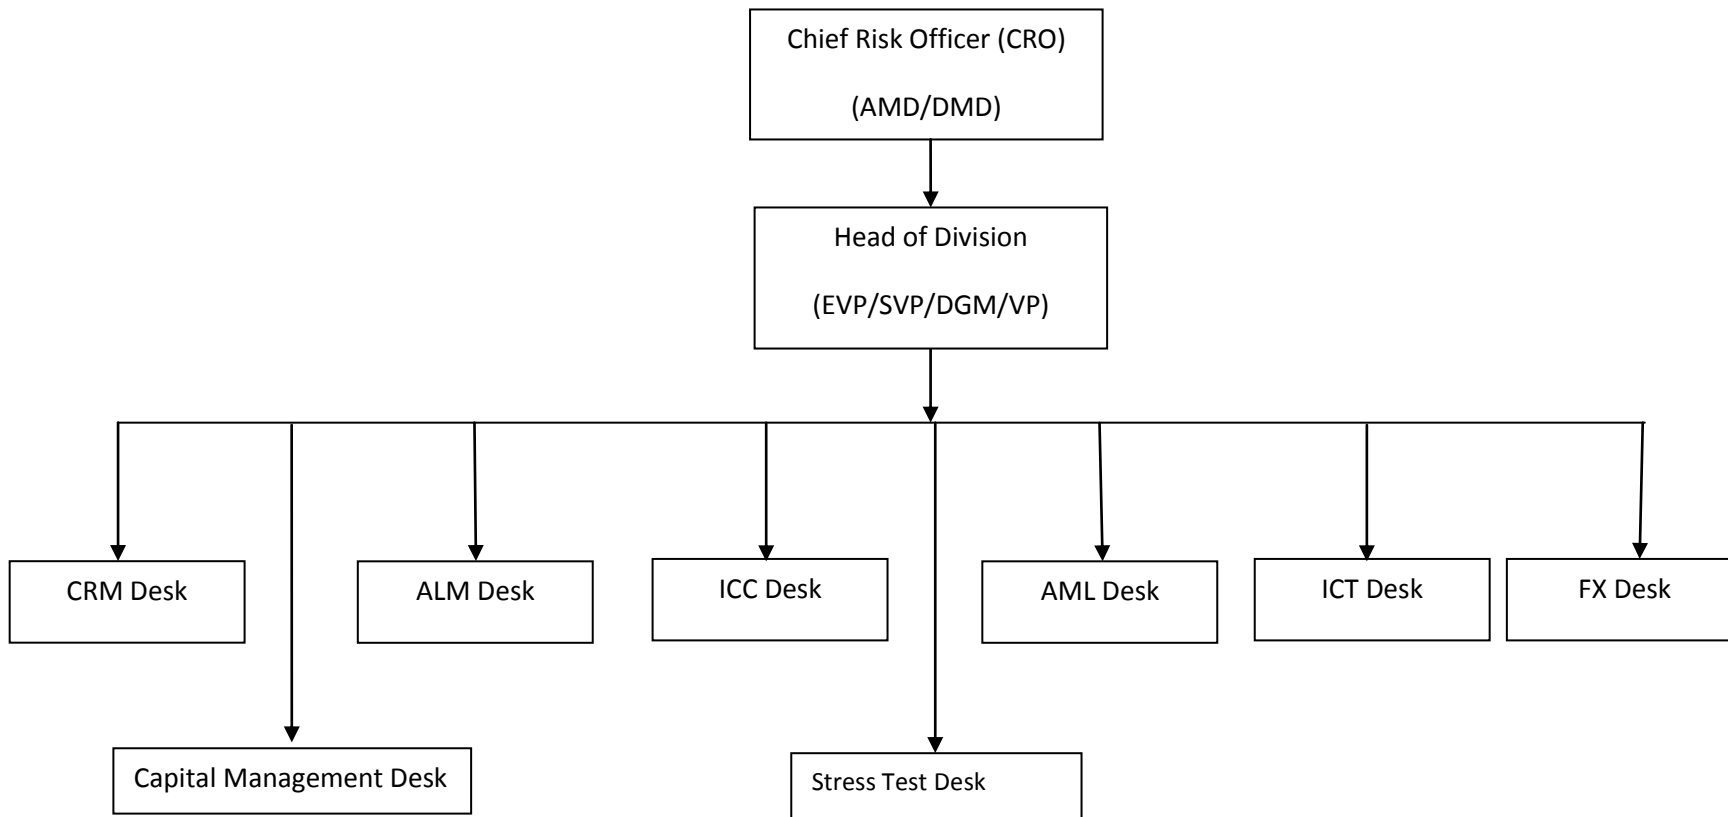 Chief Risk Officer (CRO)
(AMD/DMD)
Head of Division
(EVP/SVP/DGM/VP)
CRM Desk
ALM Desk
ICC Desk
AML Desk
ICT Desk
FX Desk
Capital Management Desk
Stress Test Desk